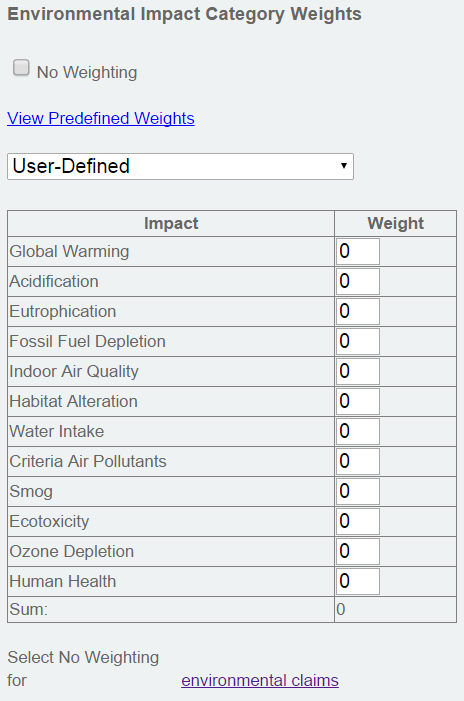 Environmental Impact Category Weights
No Weighting
View Predefined Weights
User-Defined
Impact Weight
Global Warming 0
Acidification 0
Eutrophication 0
Fossil Fuel Depletion 0
Indoor Air Quality 0
Habitat Alteration 0
Water Intake 0
Criteria Air Pollutants 0
Smog 0
Ecotoxicity 0
Ozone Depletion 0
Human Health 0
Sum: 0
Select No Weighting
for environmental claims